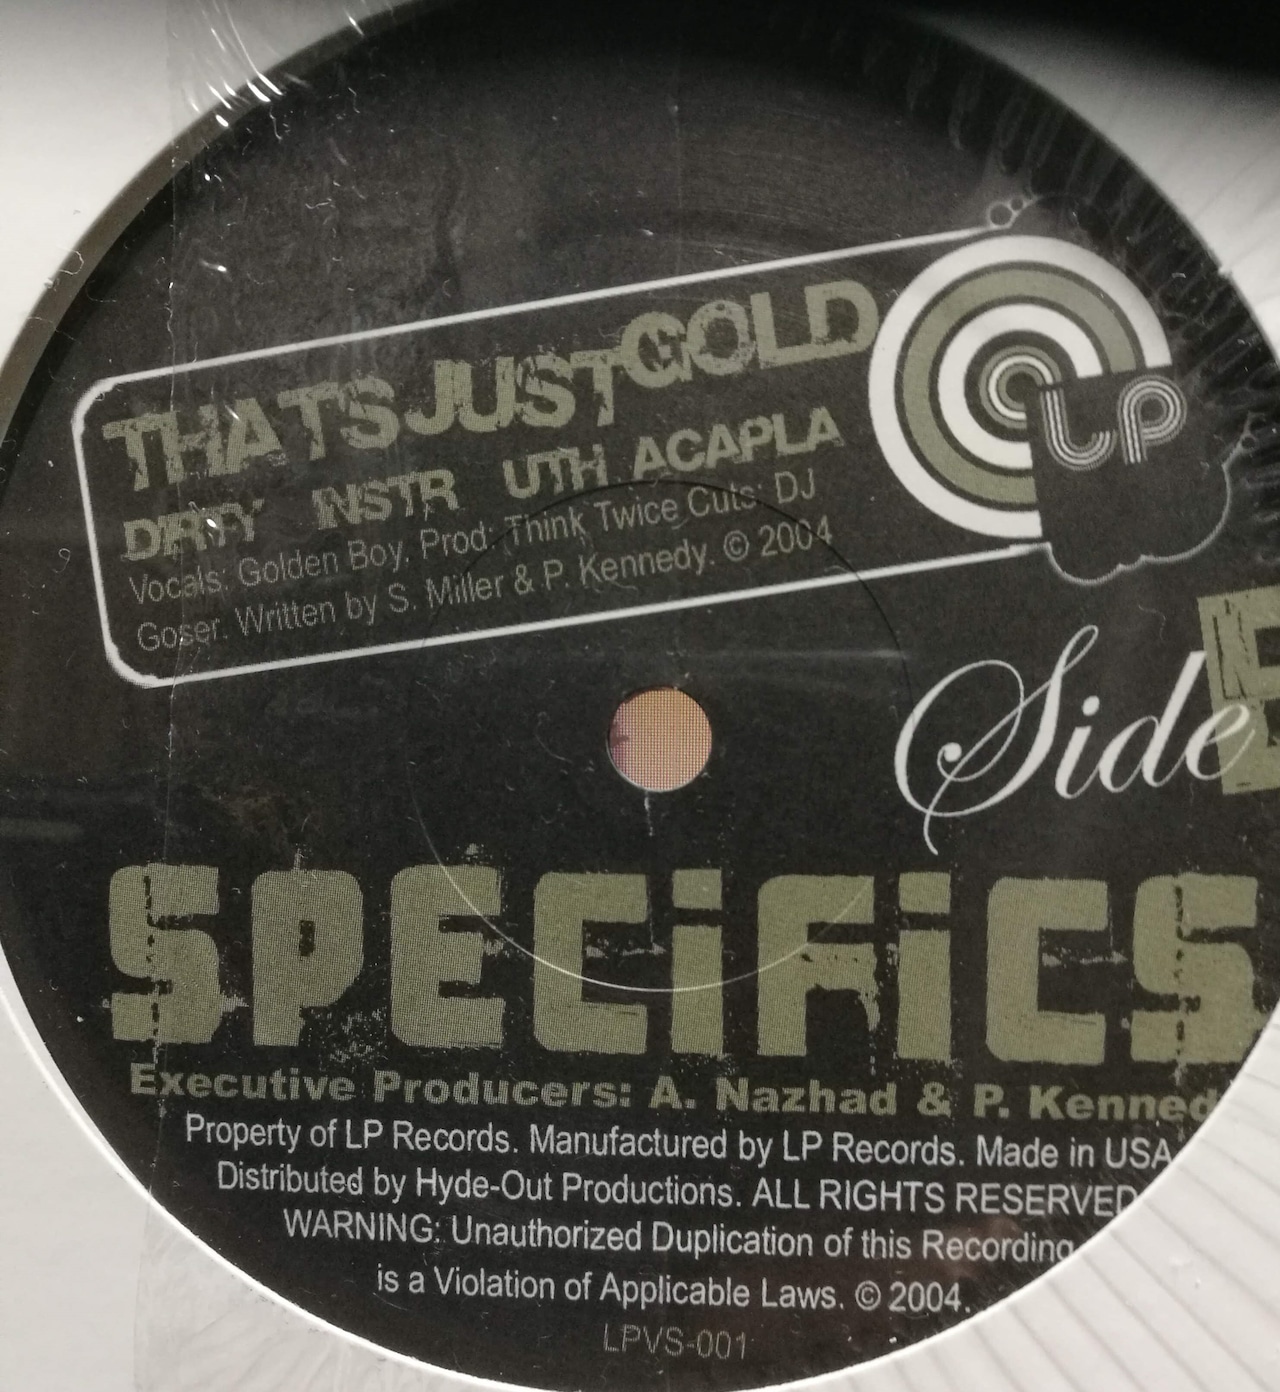 THAT'S JUST GOLD
DIRTY INSTR UTH ACAPLA
Vocals: Golden Boy. Prod: Think Twice Cuts: DJ
Goser. Written by S. Miller & P. Kennedy. © 2004
LP
Side B
SPECiFiCS
Executive Producers: A. Nazhad & P. Kenned
Property of LP Records. Manufactured by LP Records. Made in USA
Distributed by Hyde-Out Productions. ALL RIGHTS RESERVED
WARNING: Unauthorized Duplication of this Recording
is a Violation of Applicable Laws. © 2004.
LPVS-001